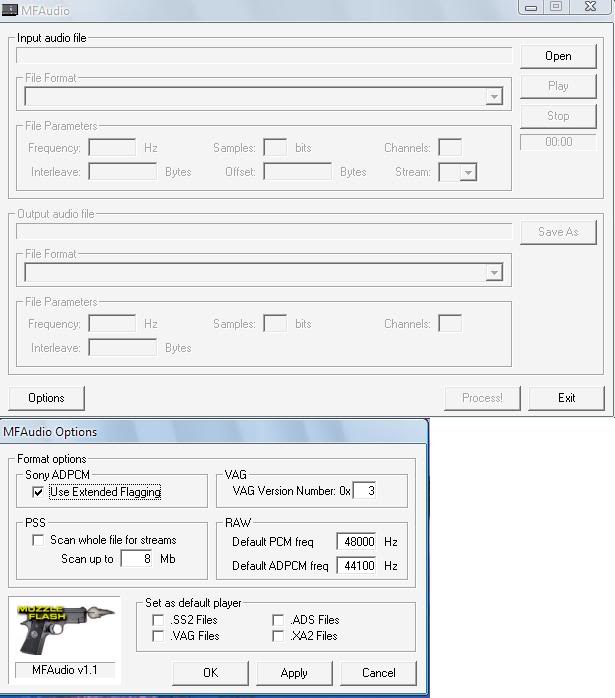 MFAudio
Input audio file
Open
File Format
Play
Stop
File Parameters
00:00
Frequency: Hz Samples: bits Channels:
Interleave: Bytes Offset: Bytes Stream:
Output audio file
Save As
File Format
File Parameters
Frequency: Hz Samples: bits Channels:
Interleave: Bytes
Options Process! Exit
MFAudio Options
Format options
Sony ADPCM
Use Extended Flagging
VAG
VAG Version Number: 0x 3
PSS
Scan whole file for streams
Scan up to 8 Mb
RAW
Default PCM freq 48000 Hz
Default ADPCM freq 44100 Hz
MUZZLE
FLASH
MFAudio v1.1
Set as default player
.SS2 Files .ADS Files
.VAG Files .XA2 Files
OK Apply Cancel